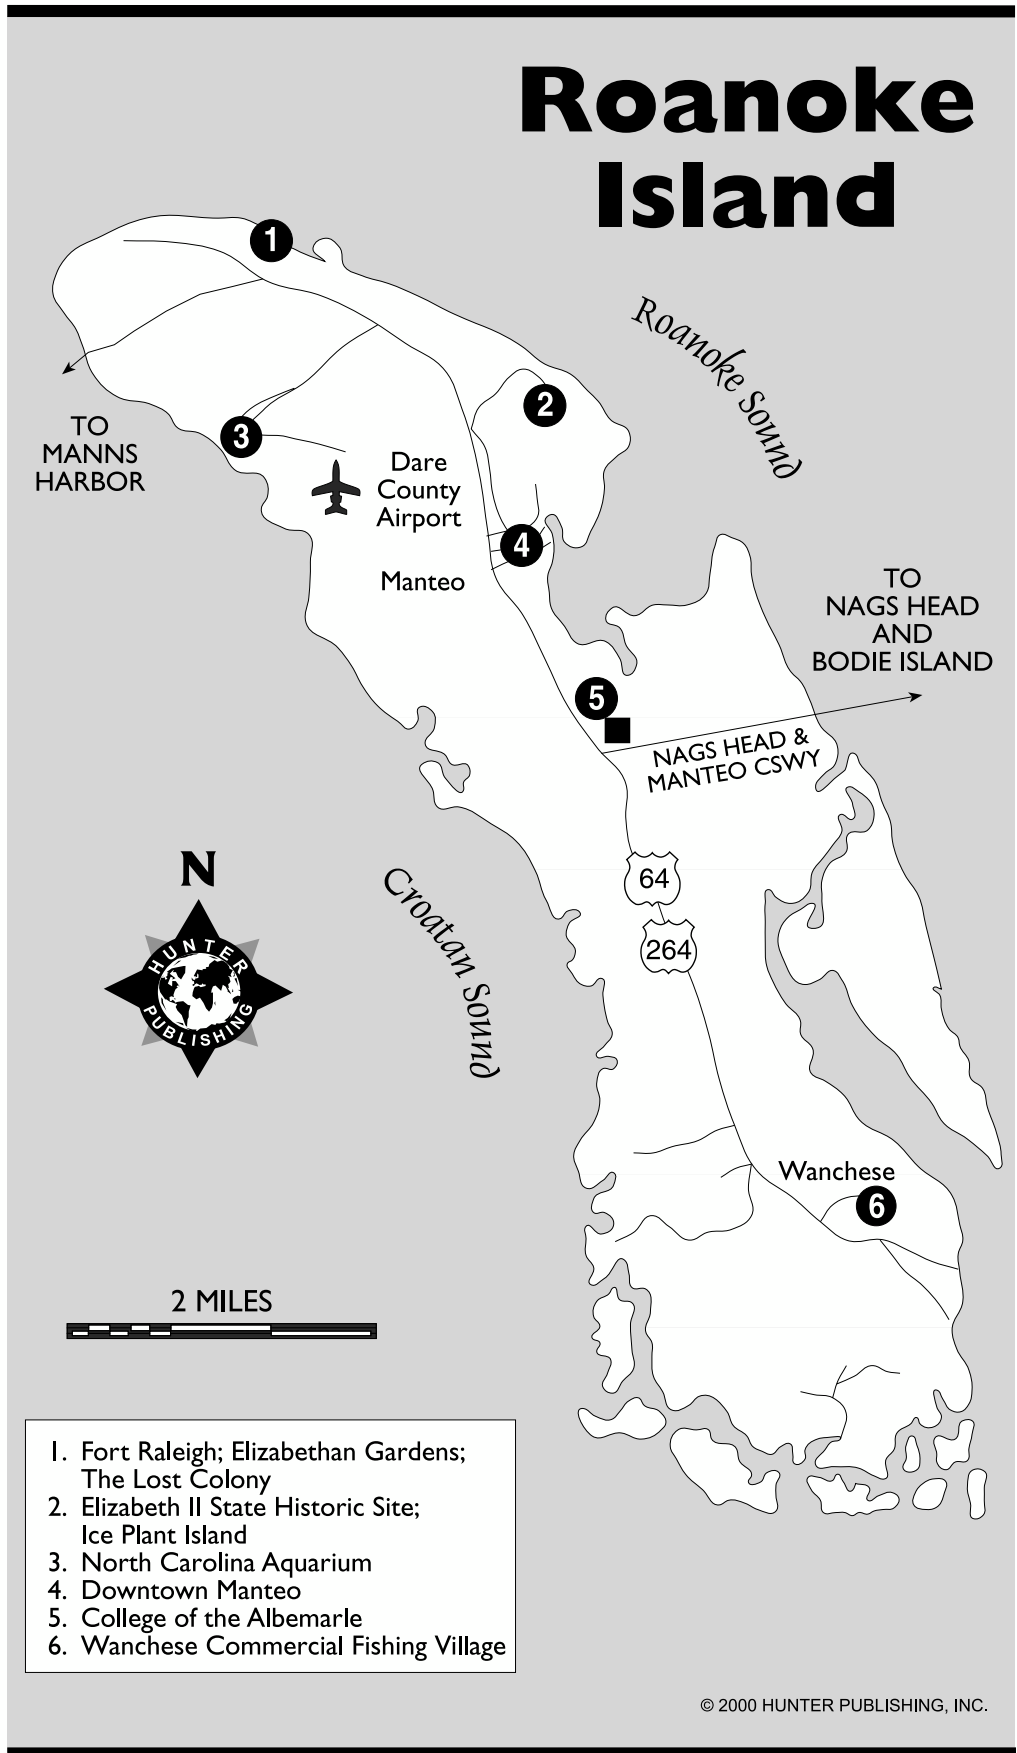 Roanoke
Island
1
Roanoke Sound
2
TO
MANNS
HARBOR
3
Dare
County
Airport
4
Manteo
TO
NAGS HEAD
AND
BODIE ISLAND
5
NAGS HEAD &
MANTEO CSWY
N
HUNTER
PUBLISHING
Croatan Sound
64
264
Wanchese
6
2 MILES
1. Fort Raleigh; Elizabethan Gardens;
The Lost Colony
2. Elizabeth II State Historic Site;
Ice Plant Island
3. North Carolina Aquarium
4. Downtown Manteo
5. College of the Albemarle
6. Wanchese Commercial Fishing Village
© 2000 HUNTER PUBLISHING, INC.